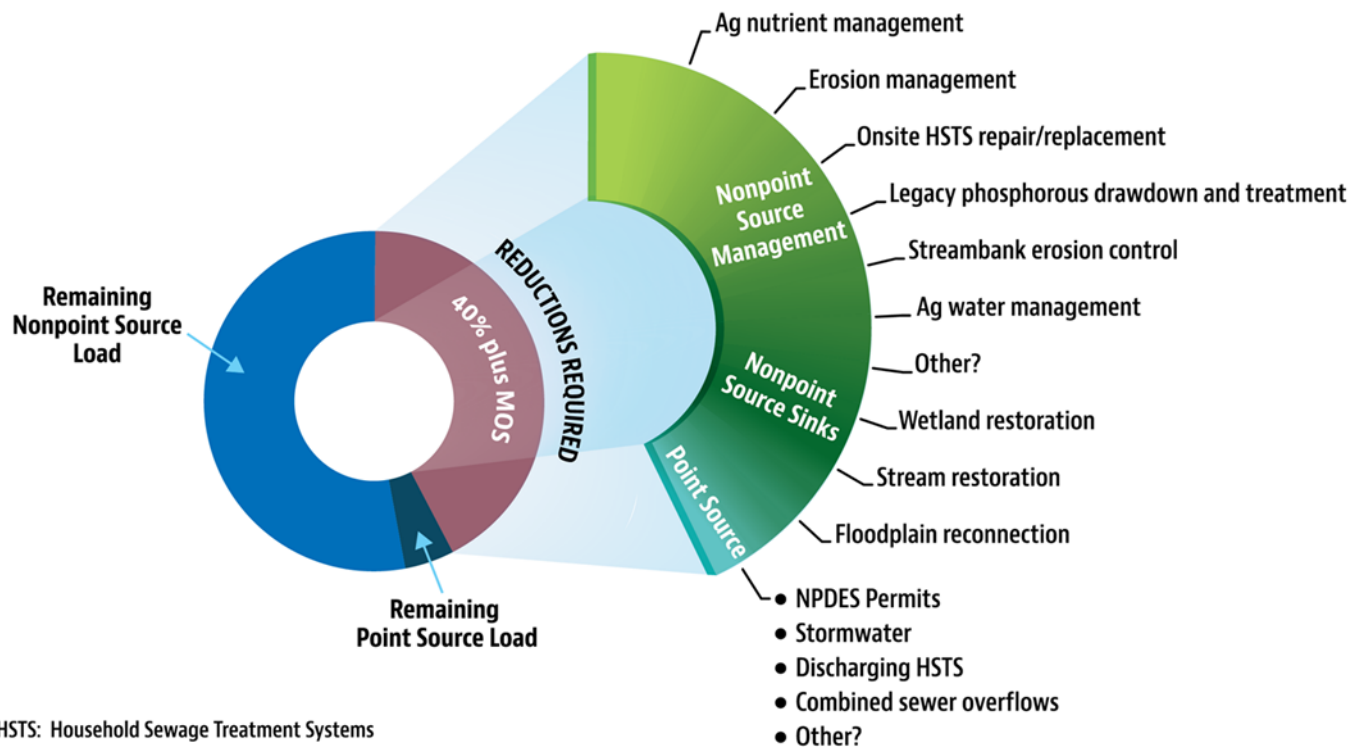 Ag nutrient management
Erosion management
Onsite HSTS repair/replacement
Legacy phosphorous drawdown and treatment
Streambank erosion control
Ag water management
Other?
Wetland restoration
Stream restoration
Floodplain reconnection
● NPDES Permits
● Stormwater
● Discharging HSTS
● Combined sewer overflows
● Other?
Nonpoint
Source
Management
Nonpoint
Source Sinks
Point Source
REDUCTIONS REQUIRED
40% plus MOS
Remaining
Nonpoint Source
Load
Remaining
Point Source Load
HSTS: Household Sewage Treatment Systems